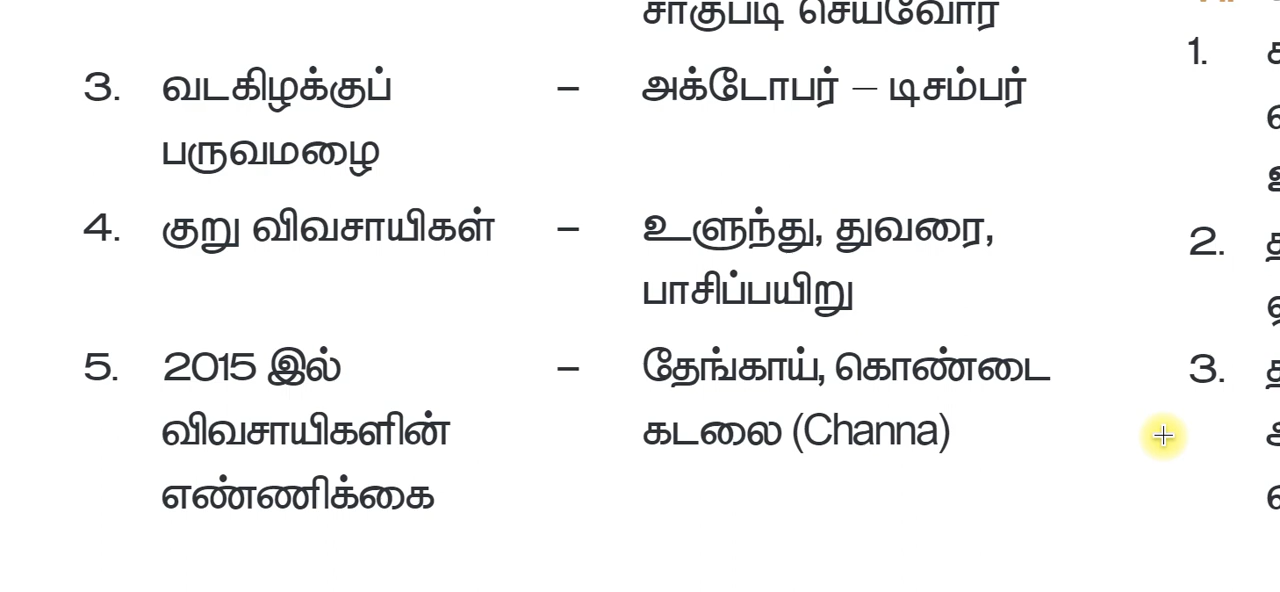 சாகுபடி செய்வோர்
3. வடகிழக்குப் – அக்டோபர் – டிசம்பர்
பருவமழை
4. குறு விவசாயிகள் – உளுந்து, துவரை,
பாசிப்பயிறு
5. 2015 இல் – தேங்காய், கொண்டை
விவசாயிகளின் கடலை (Channa)
எண்ணிக்கை
1.
2.
3.